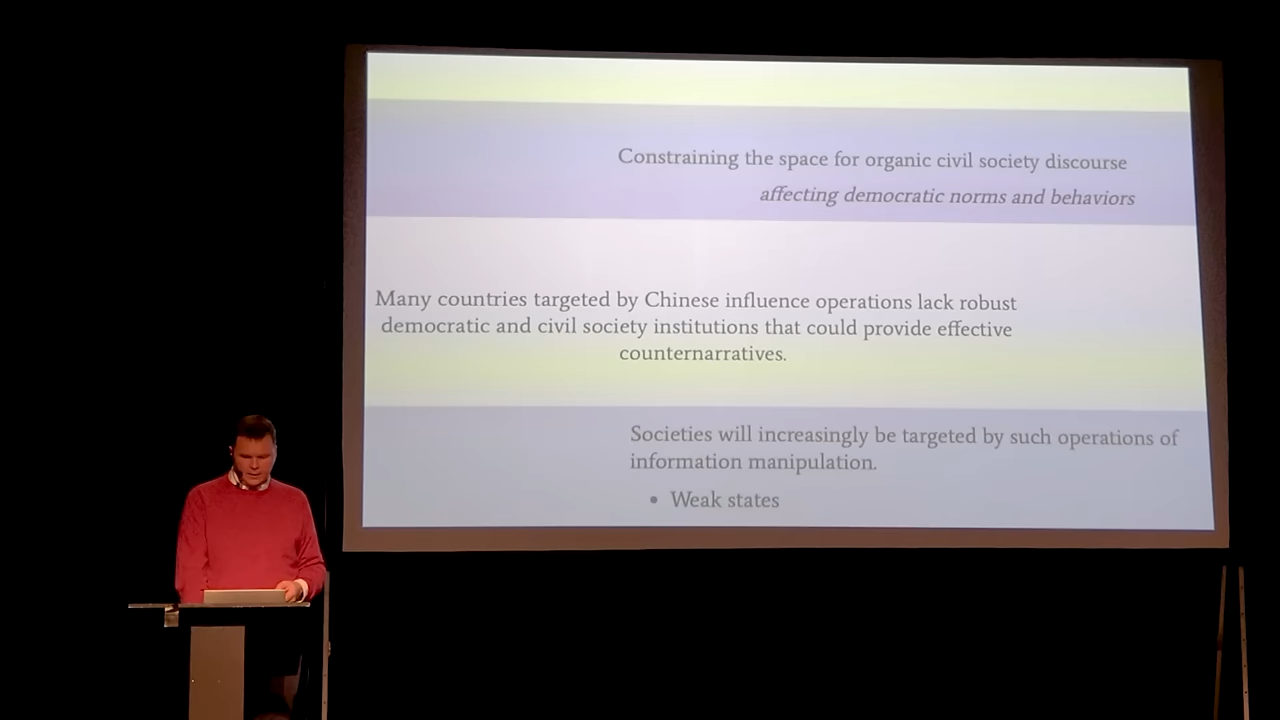 Constraining the space for organic civil society discourse
affecting democratic norms and behaviors
Many countries targeted by Chinese influence operations lack robust
democratic and civil society institutions that could provide effective
counternarratives.
Societies will increasingly be targeted by such operations of
information manipulation.
• Weak states